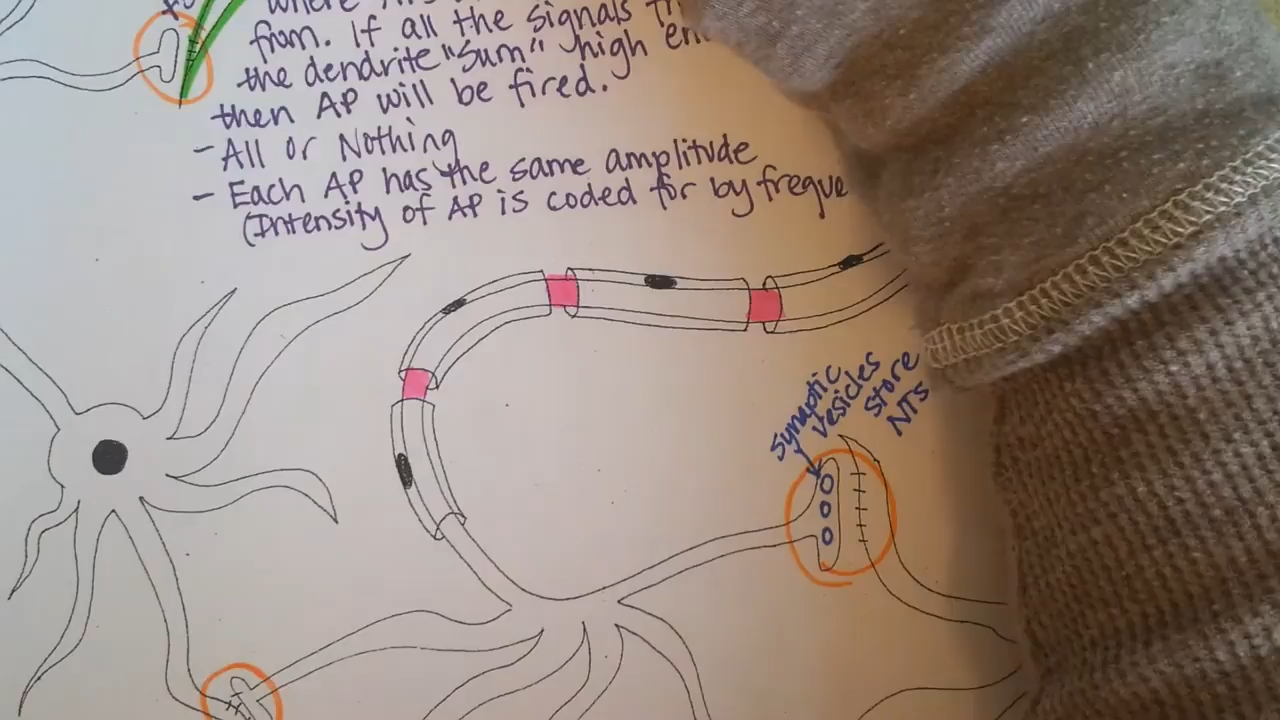 from. If all the signals
the dendrite "sum" high
then AP will be fired.
- All or Nothing
- Each AP has the same amplitude
(Intensity of AP is coded for by freque
synaptic
vesicles
store
NTs